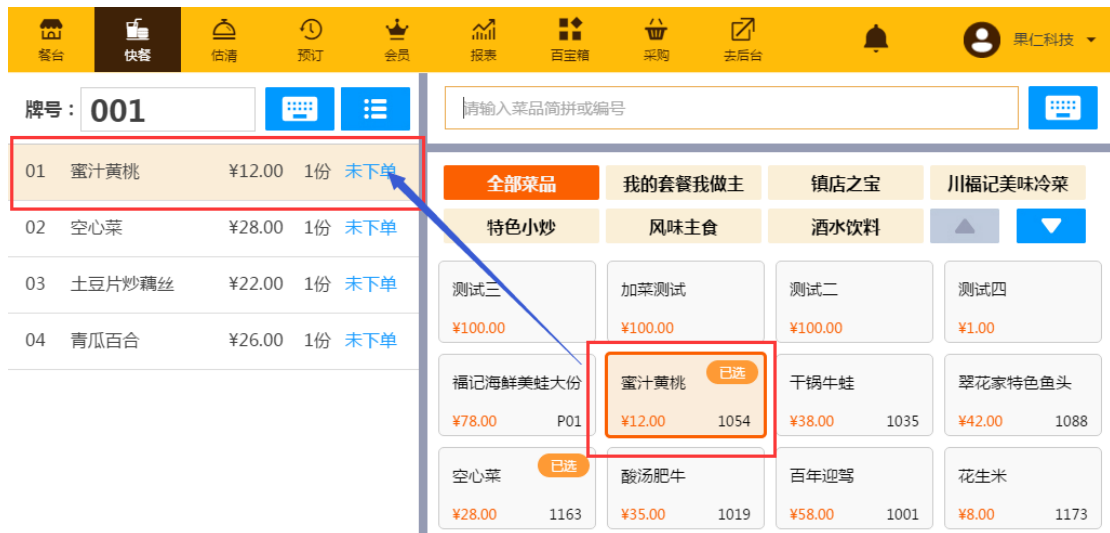 餐台 快餐 估清 预订 会员 报表 百宝箱 采购 去后台 果仁科技
牌号： 001
请输入菜品简拼或编号
01 蜜汁黄桃 ¥12.00 1份 未下单
02 空心菜 ¥28.00 1份 未下单
03 土豆片炒藕丝 ¥22.00 1份 未下单
04 青瓜百合 ¥26.00 1份 未下单
全部菜品 我的套餐我做主 镇店之宝 川福记美味冷菜
特色小炒 风味主食 酒水饮料
测试三 加菜测试 测试二 测试四
¥100.00 ¥100.00 ¥100.00 ¥1.00
福记海鲜美蛙大份 蜜汁黄桃 已选 干锅牛蛙 翠花家特色鱼头
¥78.00 P01 ¥12.00 1054 ¥38.00 1035 ¥42.00 1088
空心菜 已选 酸汤肥牛 百年迎驾 花生米
¥28.00 1163 ¥35.00 1019 ¥58.00 1001 ¥8.00 1173